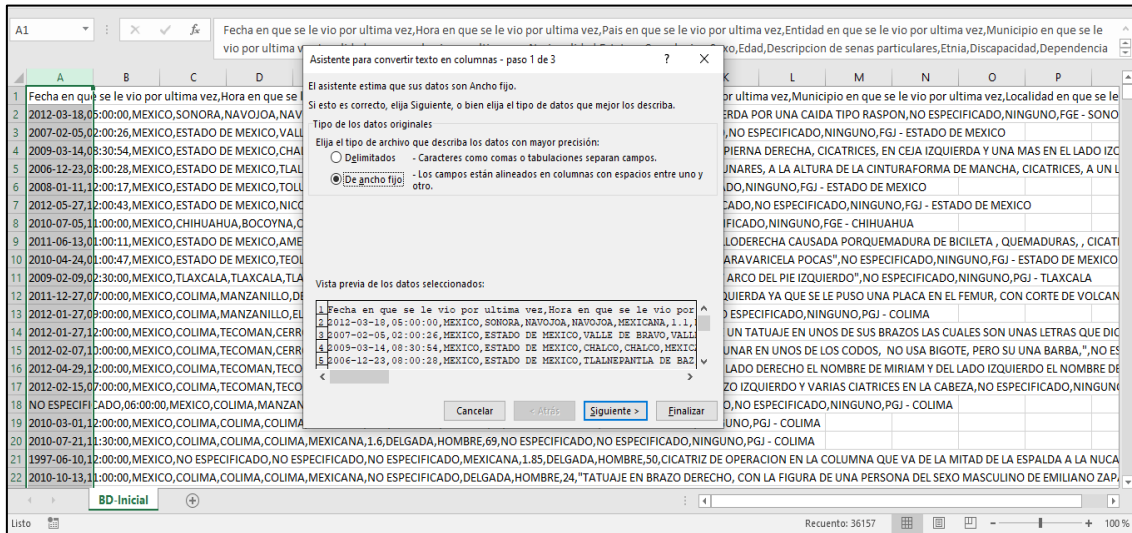 A1
fx
Fecha en que se le vio por ultima vez,Hora en que se le vio por ultima vez,Pais en que se le vio por ultima vez,Entidad en que se le vio por ultima vez,Municipio en que se le
vio por ultima
xo,Edad,Descripcion de senas particulares,Etnia,Discapacidad,Dependencia
Asistente para convertir texto en columnas - paso 1 de 3 ? X
El asistente estima que sus datos son Ancho fijo.
Si esto es correcto, elija Siguiente, o bien elija el tipo de datos que mejor los describa.
Tipo de los datos originales
Elija el tipo de archivo que describa los datos con mayor precisión:
Delimitados - Caracteres como comas o tabulaciones separan campos.
De ancho fijo - Los campos están alineados en columnas con espacios entre uno y
otro.
Vista previa de los datos seleccionados:
1 Fecha en que se le vio por ultima vez,Hora en que se le vio por
2 2012-03-18,05:00:00,MEXICO,SONORA,NAVOJOA,NAVOJOA,MEXICANA,1.1,
3 2007-02-05,02:00:26,MEXICO,ESTADO DE MEXICO,VALLE DE BRAVO,VALL
4 2009-03-14,08:30:54,MEXICO,ESTADO DE MEXICO,CHALCO,CHALCO,MEXIC
5 2006-12-23,08:00:28,MEXICO,ESTADO DE MEXICO,TLALNEPANTLA DE BAZ
Cancelar < Atrás Siguiente > Finalizar
A B C D K L M N O P
1 Fecha en que se le vio por ultima vez,Hora en que se l or ultima vez,Municipio en que se le vio por ultima vez,Localidad en que se le
2 2012-03-18,05:00:00,MEXICO,SONORA,NAVOJOA,NAV ERDA POR UNA CAIDA TIPO RASPON,NO ESPECIFICADO,NINGUNO,FGE - SONO
3 2007-02-05,02:00:26,MEXICO,ESTADO DE MEXICO,VALL ,NO ESPECIFICADO,NINGUNO,FGJ - ESTADO DE MEXICO
4 2009-03-14,08:30:54,MEXICO,ESTADO DE MEXICO,CHA PIERNA DERECHA, CICATRICES, EN CEJA IZQUIERDA Y UNA MAS EN EL LADO IZQ
5 2006-12-23,08:00:28,MEXICO,ESTADO DE MEXICO,TLAL UNARES, A LA ALTURA DE LA CINTURAFORMA DE MANCHA, CICATRICES, A UN L
6 2008-01-11,12:00:17,MEXICO,ESTADO DE MEXICO,TOLU DO,NINGUNO,FGJ - ESTADO DE MEXICO
7 2012-05-27,12:00:43,MEXICO,ESTADO DE MEXICO,NICO CADO,NO ESPECIFICADO,NINGUNO,FGJ - ESTADO DE MEXICO
8 2010-07-05,11:00:00,MEXICO,CHIHUAHUA,BOCOYNA,C IFICADO,NINGUNO,FGE - CHIHUAHUA
9 2011-06-13,01:00:11,MEXICO,ESTADO DE MEXICO,AME LODERECHA CAUSADA PORQUEMADURA DE BICILETA , QUEMADURAS, , CICATI
10 2010-04-24,01:00:47,MEXICO,ESTADO DE MEXICO,TEOL ARAVARICELA POCAS",NO ESPECIFICADO,NINGUNO,FGJ - ESTADO DE MEXICO
11 2009-02-09,02:30:00,MEXICO,TLAXCALA,TLAXCALA,TLA ARCO DEL PIE IZQUIERDO",NO ESPECIFICADO,NINGUNO,PGJ - TLAXCALA
12 2011-12-27,07:00:00,MEXICO,COLIMA,MANZANILLO,DE QUIERDA YA QUE SE LE PUSO UNA PLACA EN EL FEMUR, CON CORTE DE VOLCAN
13 2012-01-27,09:00:00,MEXICO,COLIMA,MANZANILLO,EL O ESPECIFICADO,NINGUNO,PGJ - COLIMA
14 2012-01-27,12:00:00,MEXICO,COLIMA,TECOMAN,CERR UN TATUAJE EN UNOS DE SUS BRAZOS LAS CUALES SON UNAS LETRAS QUE DIC
15 2012-02-07,10:00:00,MEXICO,COLIMA,TECOMAN,CERR UNAR EN UNOS DE LOS CODOS, NO USA BIGOTE, PERO SU UNA BARBA,",NO ES
16 2012-04-29,12:00:00,MEXICO,COLIMA,TECOMAN,TECO LADO DERECHO EL NOMBRE DE MIRIAM Y DEL LADO IZQUIERDO EL NOMBRE DE
17 2012-02-15,07:00:00,MEXICO,COLIMA,TECOMAN,TECO ZO IZQUIERDO Y VARIAS CIATRICES EN LA CABEZA,NO ESPECIFICADO,NINGUN
18 NO ESPECIFICADO,06:00:00,MEXICO,COLIMA,MANZAN O,NO ESPECIFICADO,NINGUNO,PGJ - COLIMA
19 2010-03-01,12:00:00,MEXICO,COLIMA,COLIMA,COLIMA UNO,PGJ - COLIMA
20 2010-07-21,11:30:00,MEXICO,COLIMA,COLIMA,COLIMA,MEXICANA,1.6,DELGADA,HOMBRE,69,NO ESPECIFICADO,NO ESPECIFICADO,NINGUNO,PGJ - COLIMA
21 1997-06-10,12:00:00,MEXICO,NO ESPECIFICADO,NO ESPECIFICADO,NO ESPECIFICADO,MEXICANA,1.85,DELGADA,HOMBRE,50,CICATRIZ DE OPERACION EN LA COLUMNA QUE VA DE LA MITAD DE LA ESPALDA A LA NUCA
22 2010-10-13,11:00:00,MEXICO,COLIMA,COLIMA,COLIMA,MEXICANA,NO ESPECIFICADO,DELGADA,HOMBRE,24,"TATUAJE EN BRAZO DERECHO, CON LA FIGURA DE UNA PERSONA DEL SEXO MASCULINO DE EMILIANO ZAPA
BD-Inicial
Listo Recuento: 36157 100 %